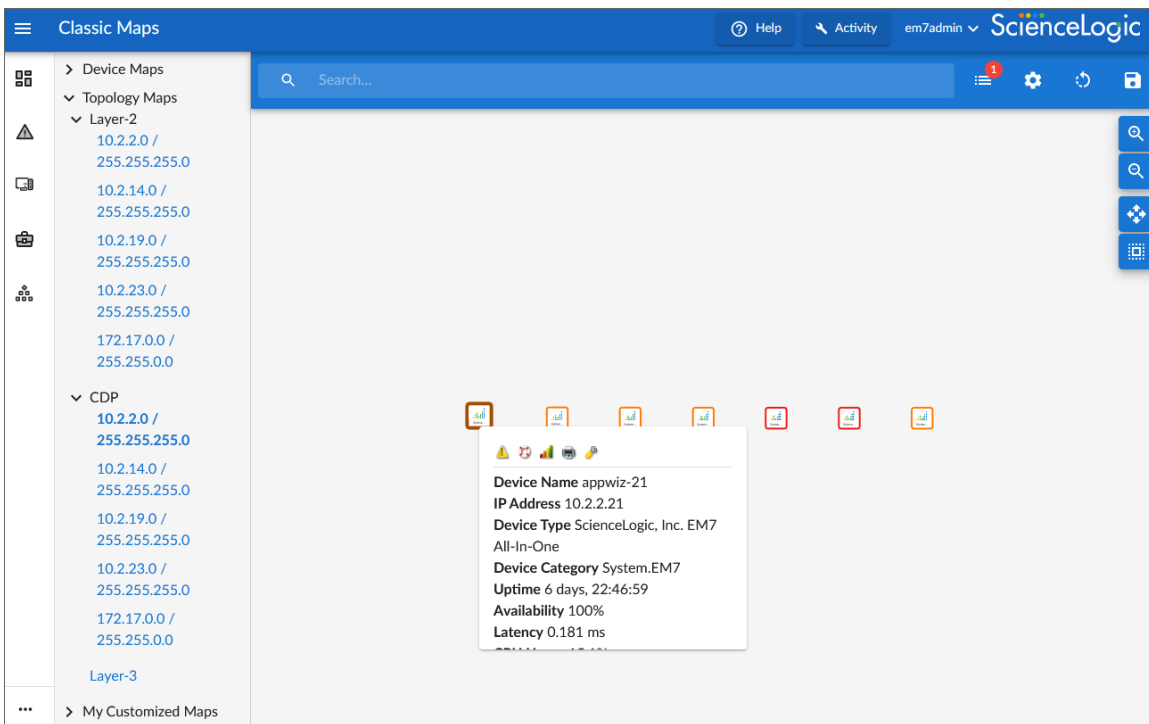 Classic Maps
Help
Activity
em7admin
ScienceLogic
Device Maps
Topology Maps
Layer-2
10.2.2.0 /
255.255.255.0
10.2.14.0 /
255.255.255.0
10.2.19.0 /
255.255.255.0
10.2.23.0 /
255.255.255.0
172.17.0.0 /
255.255.0.0
CDP
10.2.2.0 /
255.255.255.0
10.2.14.0 /
255.255.255.0
10.2.19.0 /
255.255.255.0
10.2.23.0 /
255.255.255.0
172.17.0.0 /
255.255.0.0
Layer-3
My Customized Maps
Search...
1
Device Name appwiz-21
IP Address 10.2.2.21
Device Type ScienceLogic, Inc. EM7
All-In-One
Device Category System.EM7
Uptime 6 days, 22:46:59
Availability 100%
Latency 0.181 ms